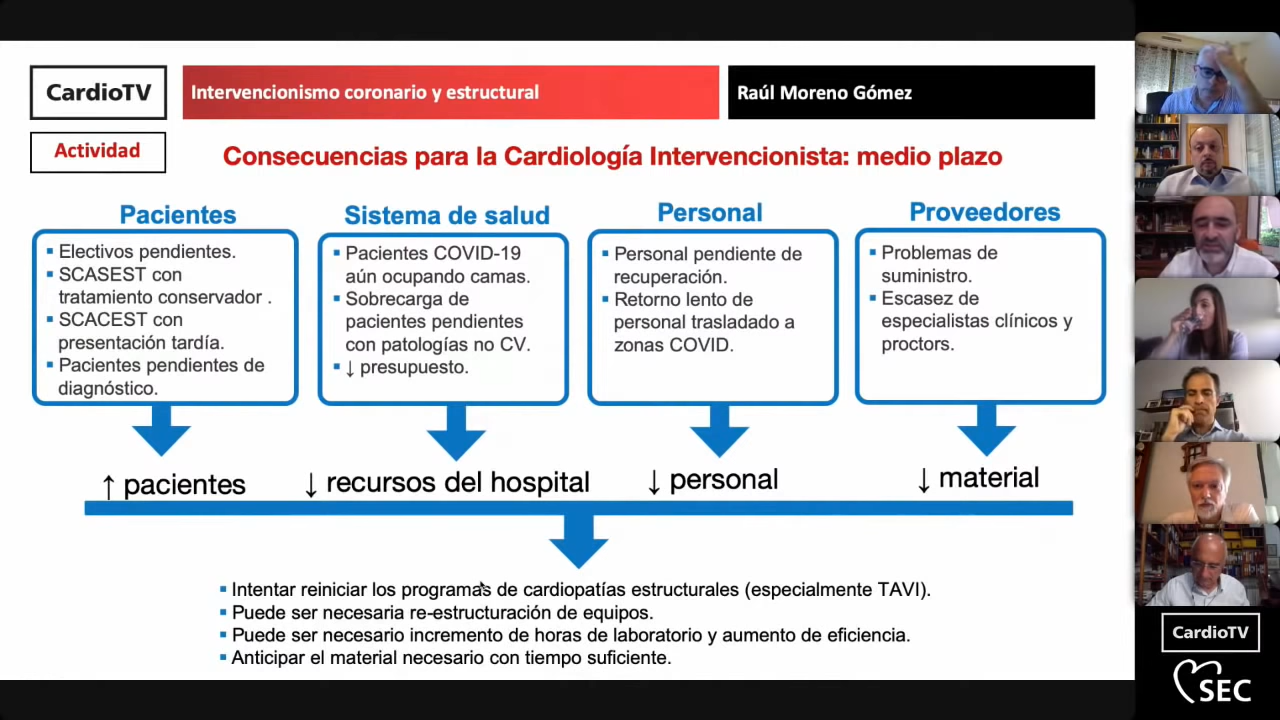 CardioTV
Intervencionismo coronario y estructural
Raúl Moreno Gómez
Actividad
Consecuencias para la Cardiología Intervencionista: medio plazo
Pacientes
▪ Electivos pendientes.
▪ SCASEST con
tratamiento conservador .
▪ SCACEST con
presentación tardía.
▪ Pacientes pendientes de
diagnóstico.
↑ pacientes
Sistema de salud
▪ Pacientes COVID-19
aún ocupando camas.
▪ Sobrecarga de
pacientes pendientes
con patologías no CV.
▪ ↓ presupuesto.
↓ recursos del hospital
Personal
▪ Personal pendiente de
recuperación.
▪ Retorno lento de
personal trasladado a
zonas COVID.
↓ personal
Proveedores
▪ Problemas de
suministro.
▪ Escasez de
especialistas clínicos y
proctors.
↓ material
▪ Intentar reiniciar los programas de cardiopatías estructurales (especialmente TAVI).
▪ Puede ser necesaria re-estructuración de equipos.
▪ Puede ser necesario incremento de horas de laboratorio y aumento de eficiencia.
▪ Anticipar el material necesario con tiempo suficiente.
CardioTV
SEC